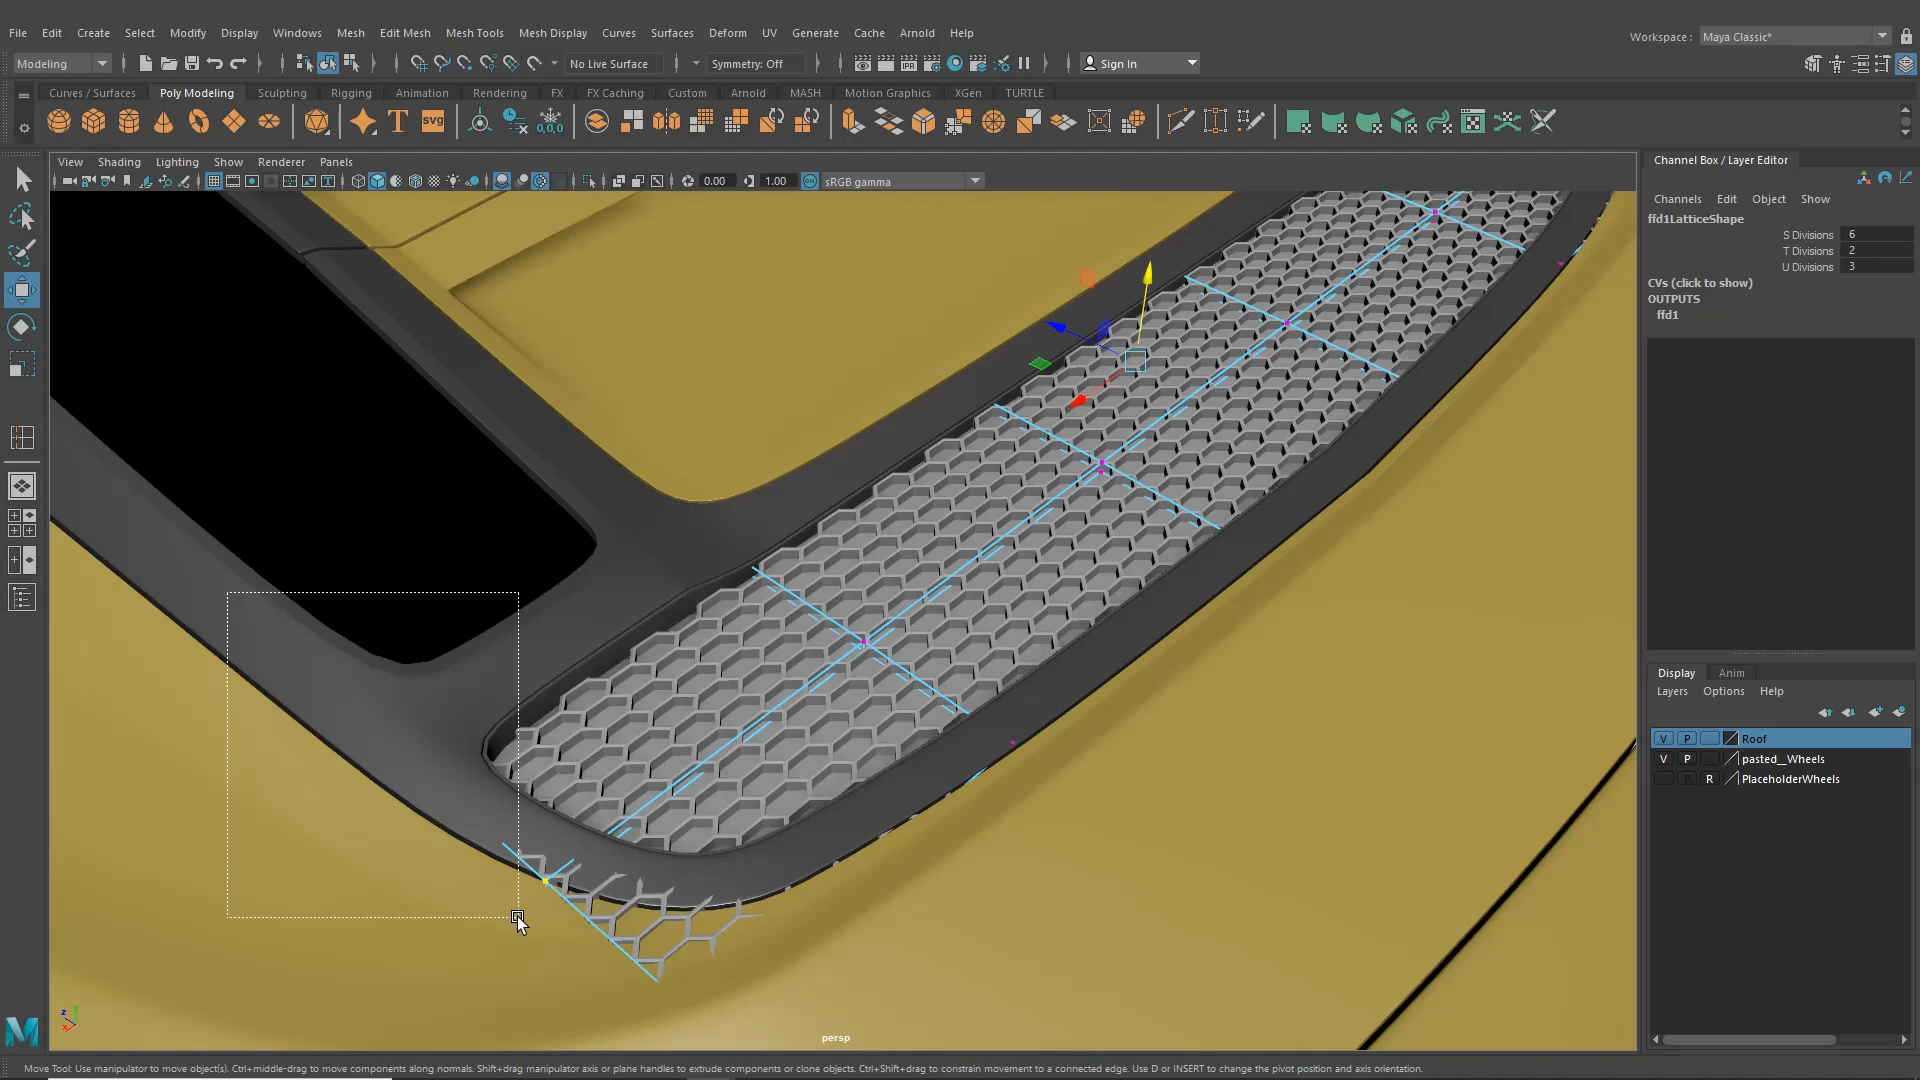 File Edit Create Select Modify Display Windows Mesh Edit Mesh Mesh Tools Mesh Display Curves Surfaces Deform UV Generate Cache Arnold Help
Workspace : Maya Classic*
Modeling No Live Surface Symmetry: Off Sign In
Curves / Surfaces Poly Modeling Sculpting Rigging Animation Rendering FX FX Caching Custom Arnold MASH Motion Graphics XGen TURTLE
T svg 0,0,0
View Shading Lighting Show Renderer Panels
0.00 1.00 sRGB gamma
Channel Box / Layer Editor
Channels Edit Object Show
ffd1LatticeShape
S Divisions 6
T Divisions 2
U Divisions 3
CVs (click to show)
OUTPUTS
ffd1
Display Anim
Layers Options Help
V P Roof
V P pasted__Wheels
R PlaceholderWheels
persp
Move Tool: Use manipulator to move object(s). Ctrl+middle-drag to move components along normals. Shift+drag manipulator axis or plane handles to extrude components or clone objects. Ctrl+Shift+drag to constrain movement to a connected edge. Use D or INSERT to change the pivot position and axis orientation.